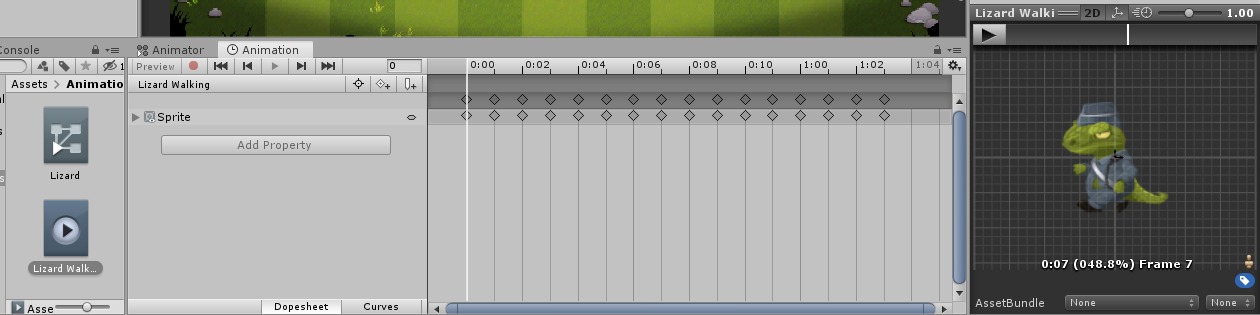 Console
1
Assets > Animatio
Lizard
Lizard Walk...
Asse
Animator
Animation
Preview
0
0:00 0:02 0:04 0:06 0:08 0:10 1:00 1:02 1:04
Lizard Walking
Sprite
Add Property
Dopesheet
Curves
Lizard Walki
2D
1.00
0:07 (048.8%) Frame 7
AssetBundle
None
None